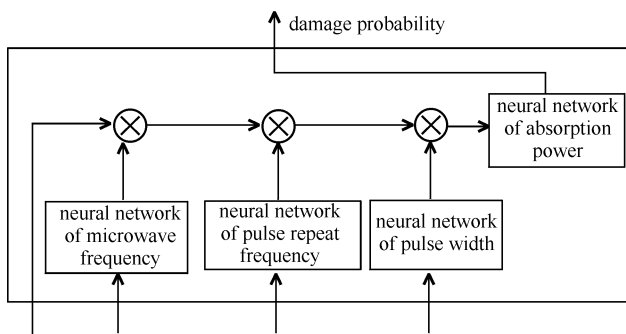 damage probability
neural network
of absorption
power
neural network
of microwave
frequency
neural network
of pulse repeat
frequency
neural network
of pulse width